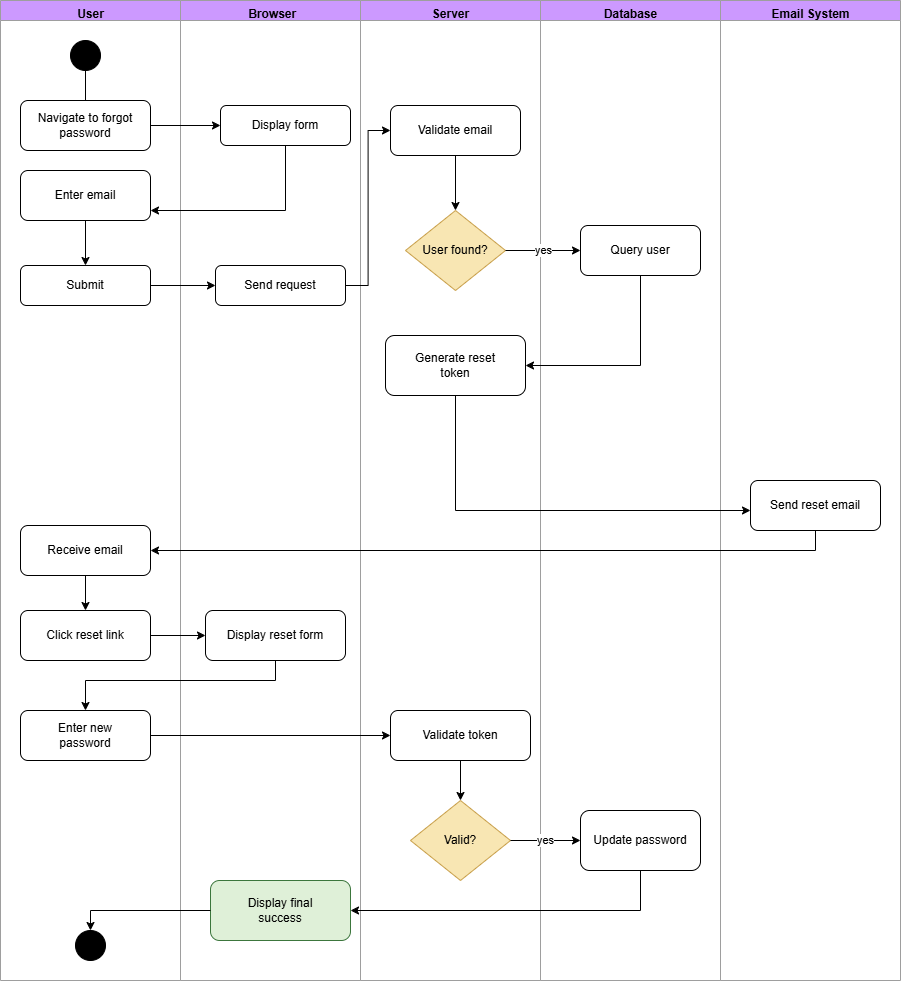 User
Browser
Server
Database
Email System
Navigate to forgot
password
Display form
Validate email
Enter email
User found?
yes
Query user
Submit
Send request
Generate reset
token
Send reset email
Receive email
Click reset link
Display reset form
Enter new
password
Validate token
Valid?
yes
Update password
Display final
success